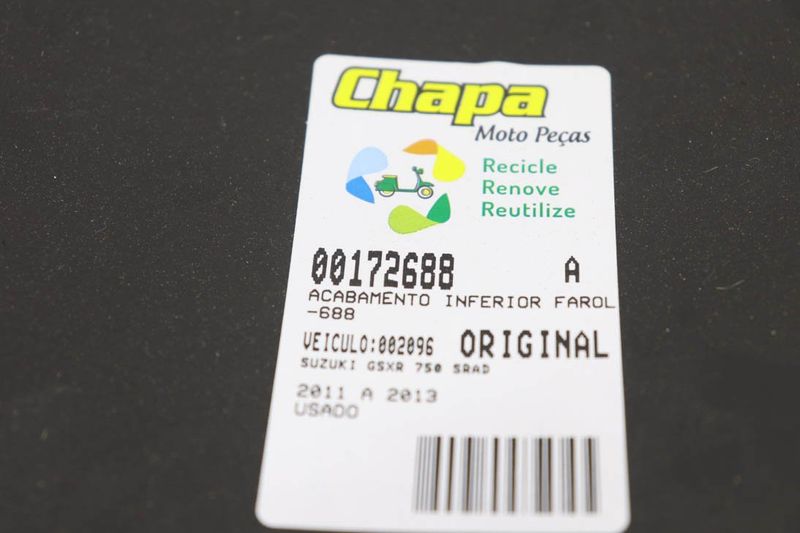 Chapa
Moto Peças
Recicle
Renove
Reutilize
00172688 A
ACABAMENTO INFERIOR FAROL
-688
VEICULO:002096 ORIGINAL
SUZUKI GSXR 750 SRAD
2011 A 2013
USADO